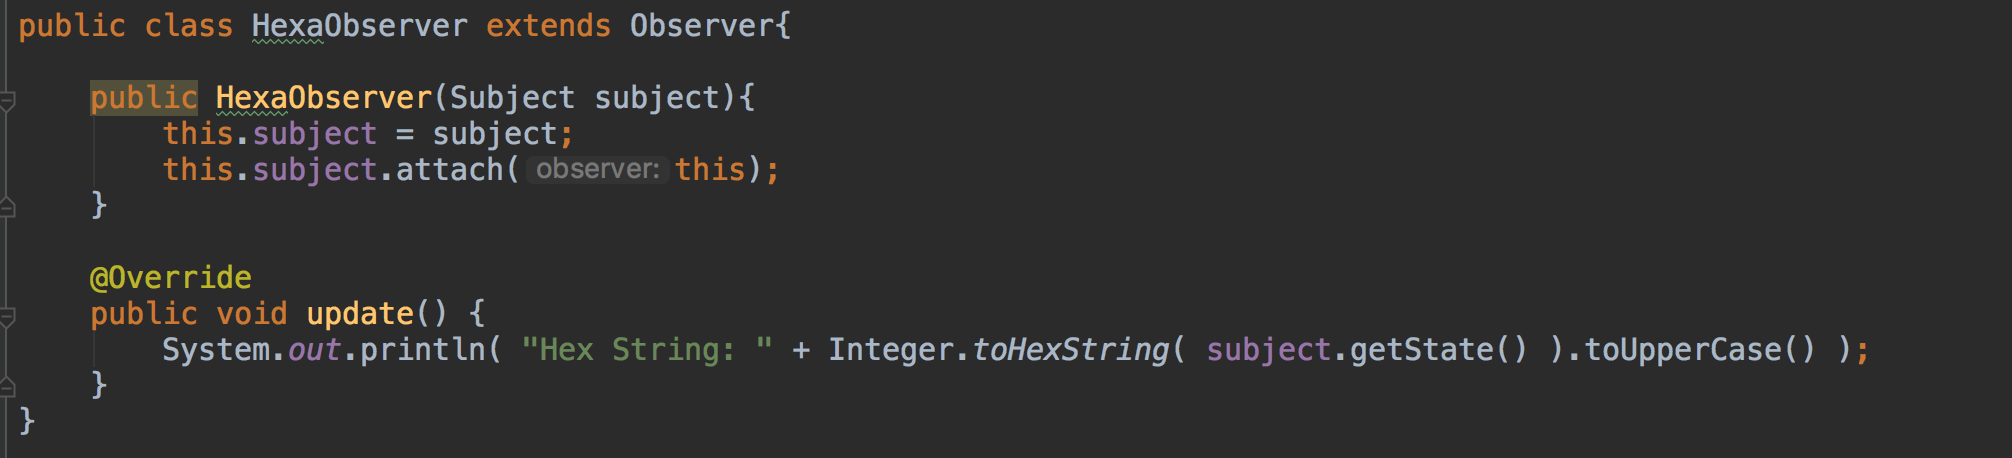 public class HexaObserver extends Observer{
public HexaObserver(Subject subject){
this.subject = subject;
this.subject.attach( observer: this);
}
@Override
public void update() {
System.out.println( "Hex String: " + Integer.toHexString( subject.getState() ).toUpperCase() );
}
}